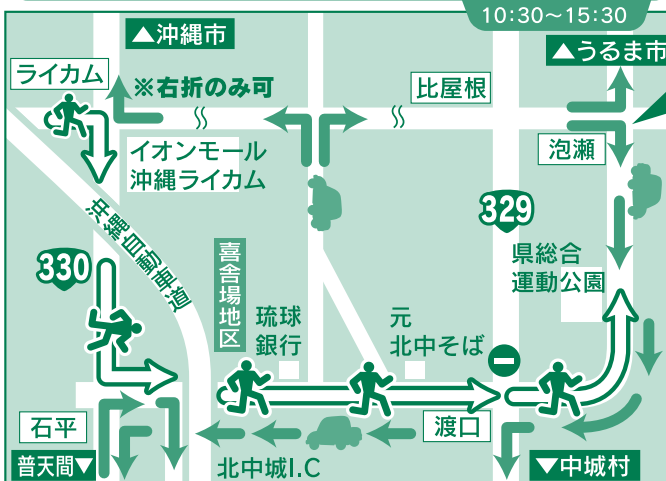 10:30～15:30
▲沖縄市
▲うるま市
ライカム
※右折のみ可
比屋根
イオンモール
沖縄ライカム
泡瀬
沖縄自動車道
329
330
喜舎場地区
県総合
運動公園
琉球
銀行
元
北中そば
石平
渡口
普天間▼
北中城I.C
▼中城村